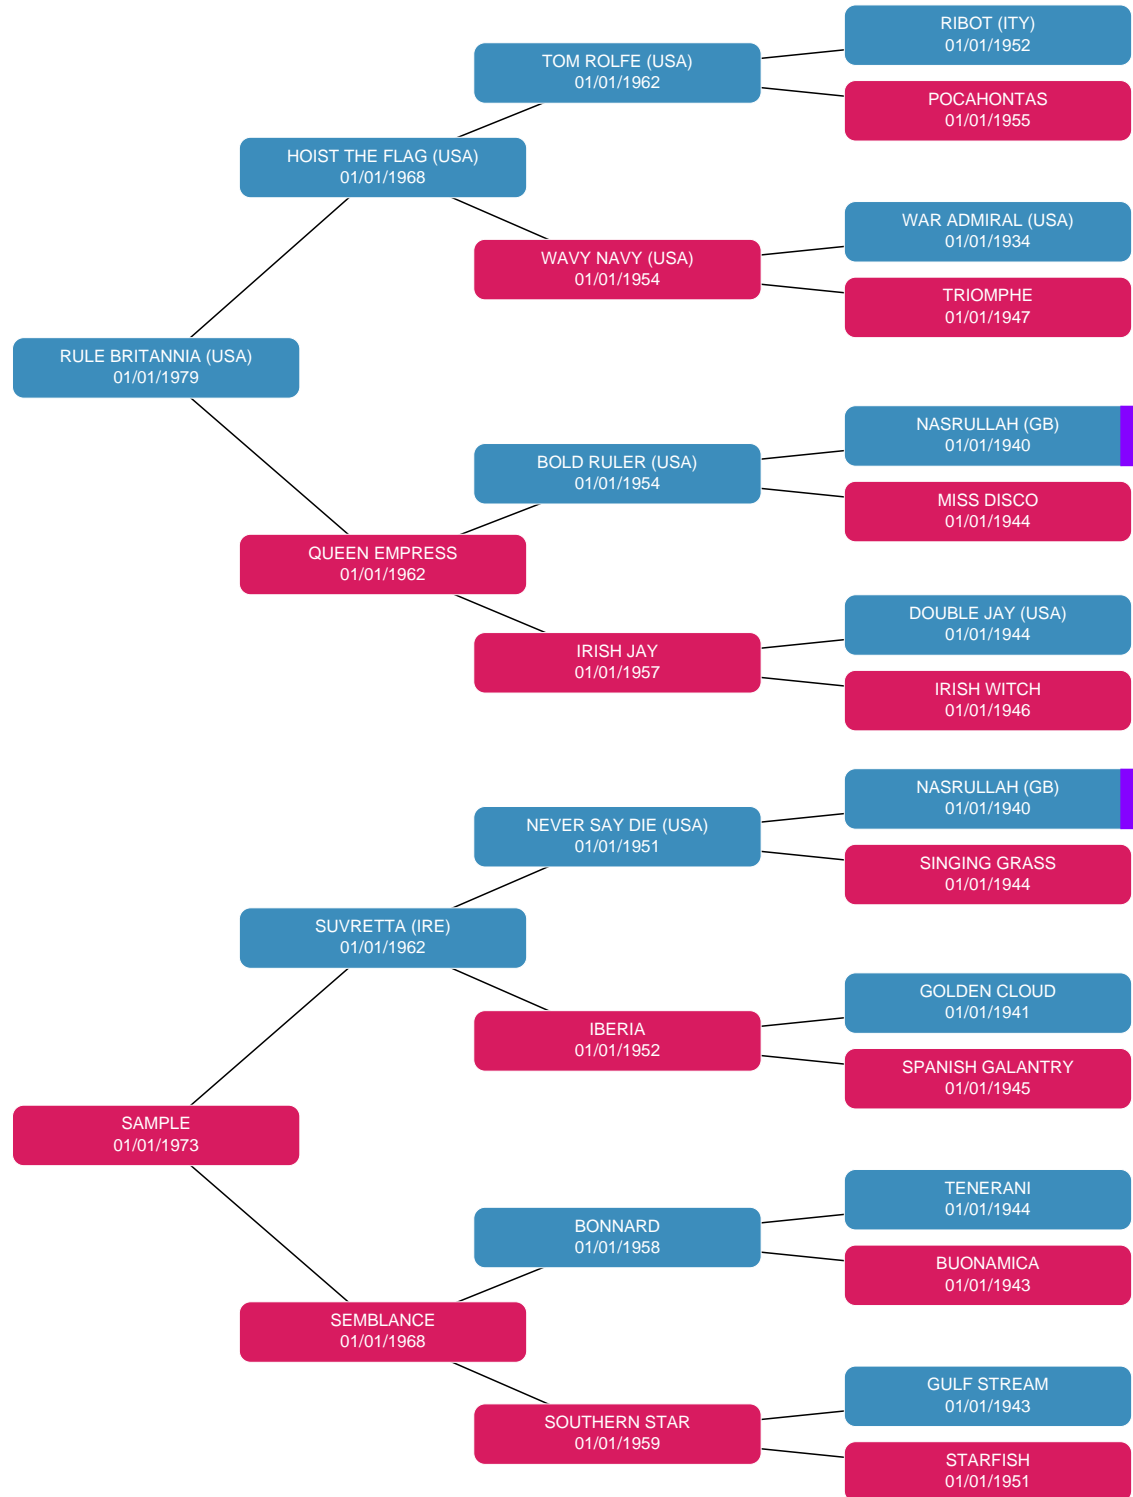 RIBOT (ITY)
01/01/1952
TOM ROLFE (USA)
01/01/1962
POCAHONTAS
01/01/1955
HOIST THE FLAG (USA)
01/01/1968
WAR ADMIRAL (USA)
01/01/1934
WAVY NAVY (USA)
01/01/1954
TRIOMPHE
01/01/1947
RULE BRITANNIA (USA)
01/01/1979
NASRULLAH (GB)
01/01/1940
BOLD RULER (USA)
01/01/1954
MISS DISCO
01/01/1944
QUEEN EMPRESS
01/01/1962
DOUBLE JAY (USA)
01/01/1944
IRISH JAY
01/01/1957
IRISH WITCH
01/01/1946
NASRULLAH (GB)
01/01/1940
NEVER SAY DIE (USA)
01/01/1951
SINGING GRASS
01/01/1944
SUVRETTA (IRE)
01/01/1962
GOLDEN CLOUD
01/01/1941
IBERIA
01/01/1952
SPANISH GALANTRY
01/01/1945
SAMPLE
01/01/1973
TENERANI
01/01/1944
BONNARD
01/01/1958
BUONAMICA
01/01/1943
SEMBLANCE
01/01/1968
GULF STREAM
01/01/1943
SOUTHERN STAR
01/01/1959
STARFISH
01/01/1951